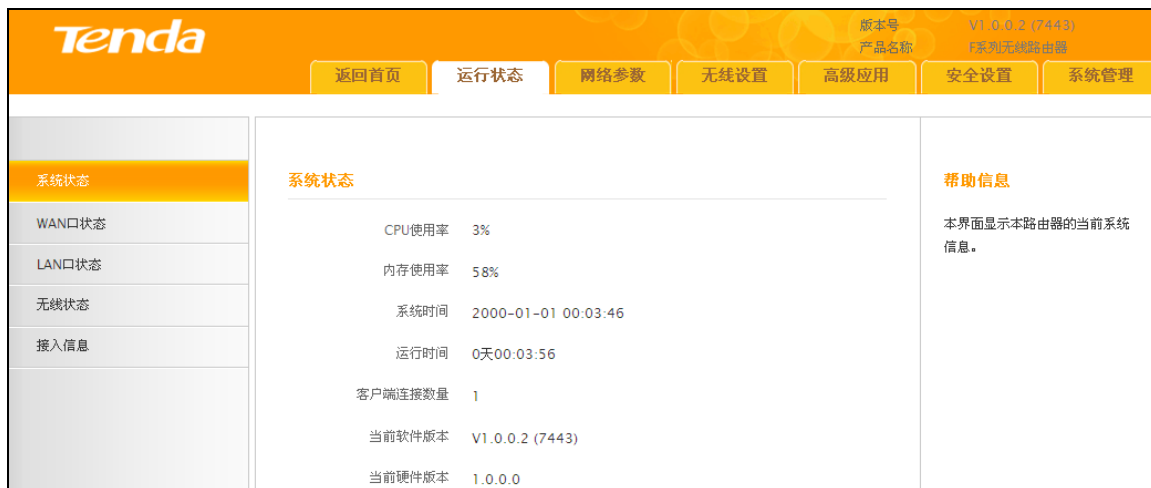 Tenda
版本号 V1.0.0.2 (7443)
产品名称 F系列无线路由器
返回首页 运行状态 网络参数 无线设置 高级应用 安全设置 系统管理
系统状态
WAN口状态
LAN口状态
无线状态
接入信息
系统状态
CPU使用率 3%
内存使用率 58%
系统时间 2000-01-01 00:03:46
运行时间 0天00:03:56
客户端连接数量 1
当前软件版本 V1.0.0.2 (7443)
当前硬件版本 1.0.0.0
帮助信息
本界面显示本路由器的当前系统
信息。